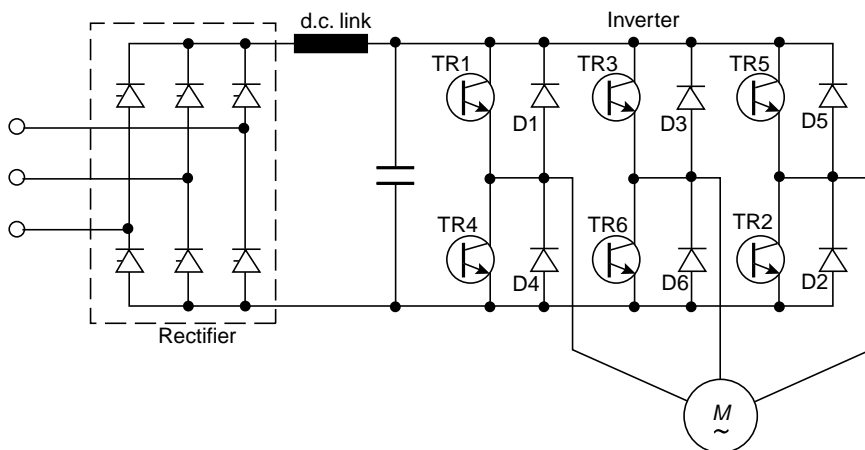 d.c. link
Inverter
TR1
TR3
TR5
D1
D3
D5
TR4
TR6
TR2
D4
D6
D2
Rectifier
M
~